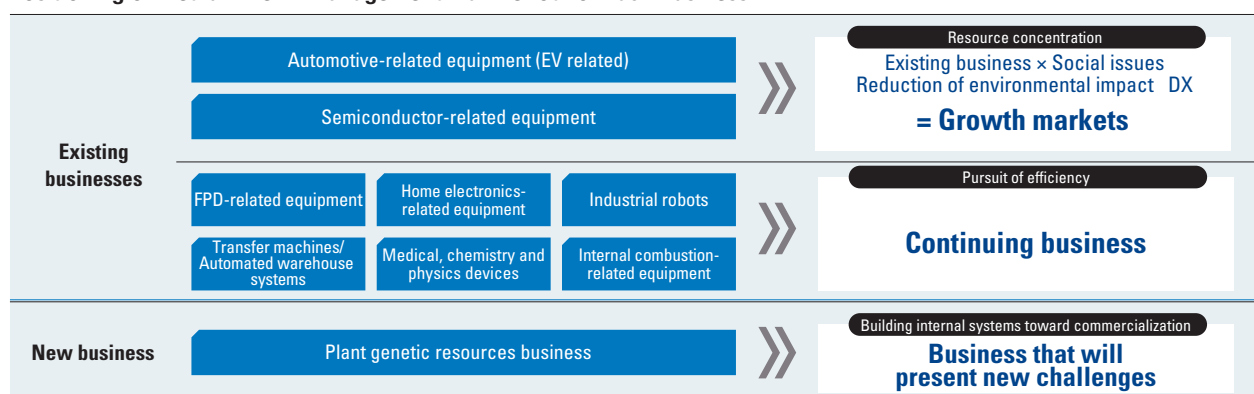 Automotive-related equipment (EV related)
Semiconductor-related equipment
Resource concentration
Existing business × Social issues
Reduction of environmental impact DX
= Growth markets
Existing
businesses
FPD-related equipment
Home electronics-
related equipment
Industrial robots
Transfer machines/
Automated warehouse
systems
Medical, chemistry and
physics devices
Internal combustion-
related equipment
Pursuit of efficiency
Continuing business
New business
Plant genetic resources business
Building internal systems toward commercialization
Business that will
present new challenges